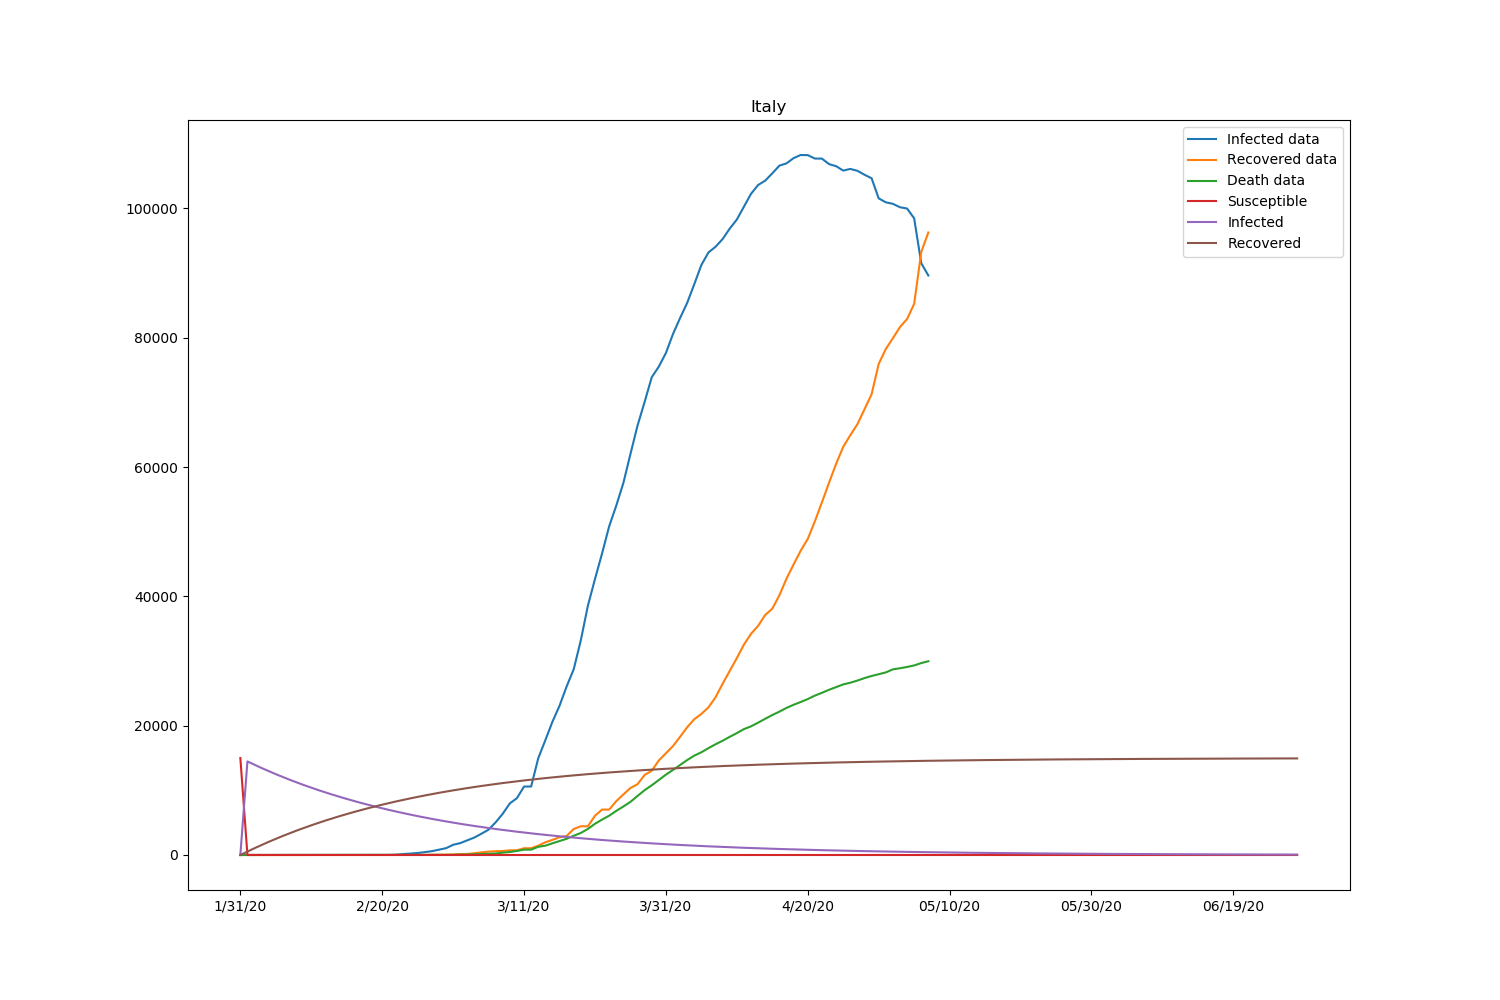 Italy
Infected data
Recovered data
Death data
Susceptible
Infected
Recovered
100000
80000
60000
40000
20000
0
1/31/20 2/20/20 3/11/20 3/31/20 4/20/20 05/10/20 05/30/20 06/19/20